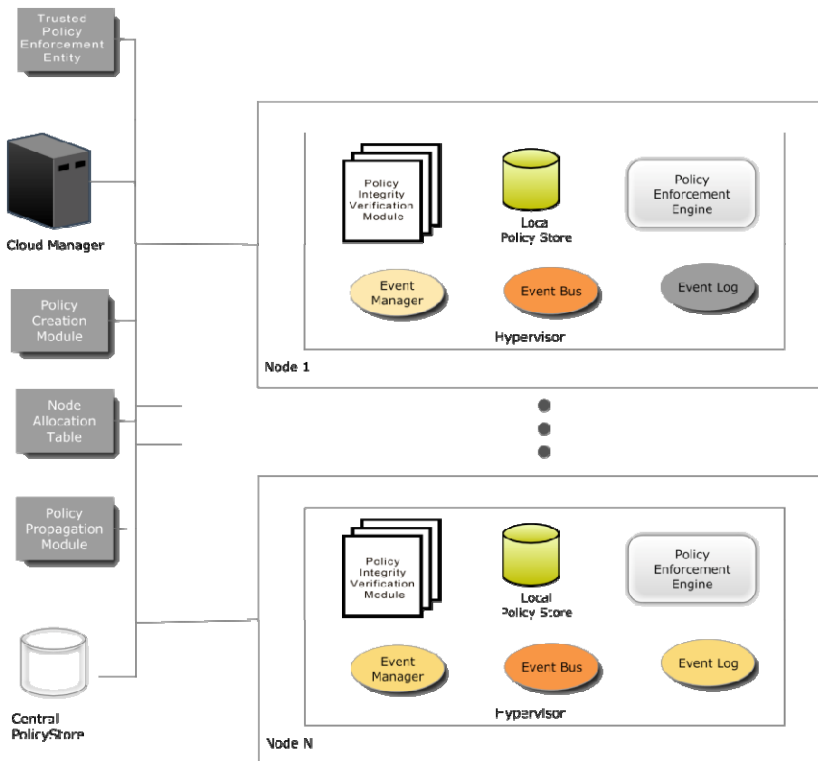 Trusted
Policy
Enforcement
Entity
Cloud Manager
Policy
Creation
Module
Node
Allocation
Table
Policy
Propagation
Module
Central
PolicyStore
Policy
Integrity
Verification
Module
Loca
Policy Store
Policy
Enforcement
Engine
Event
Manager
Event Bus
Event Log
Hypervisor
Node 1
Policy
Integrity
Verification
Module
Local
Policy Store
Policy
Enforcement
Engine
Event
Manager
Event Bus
Event Log
Hypervisor
Node N